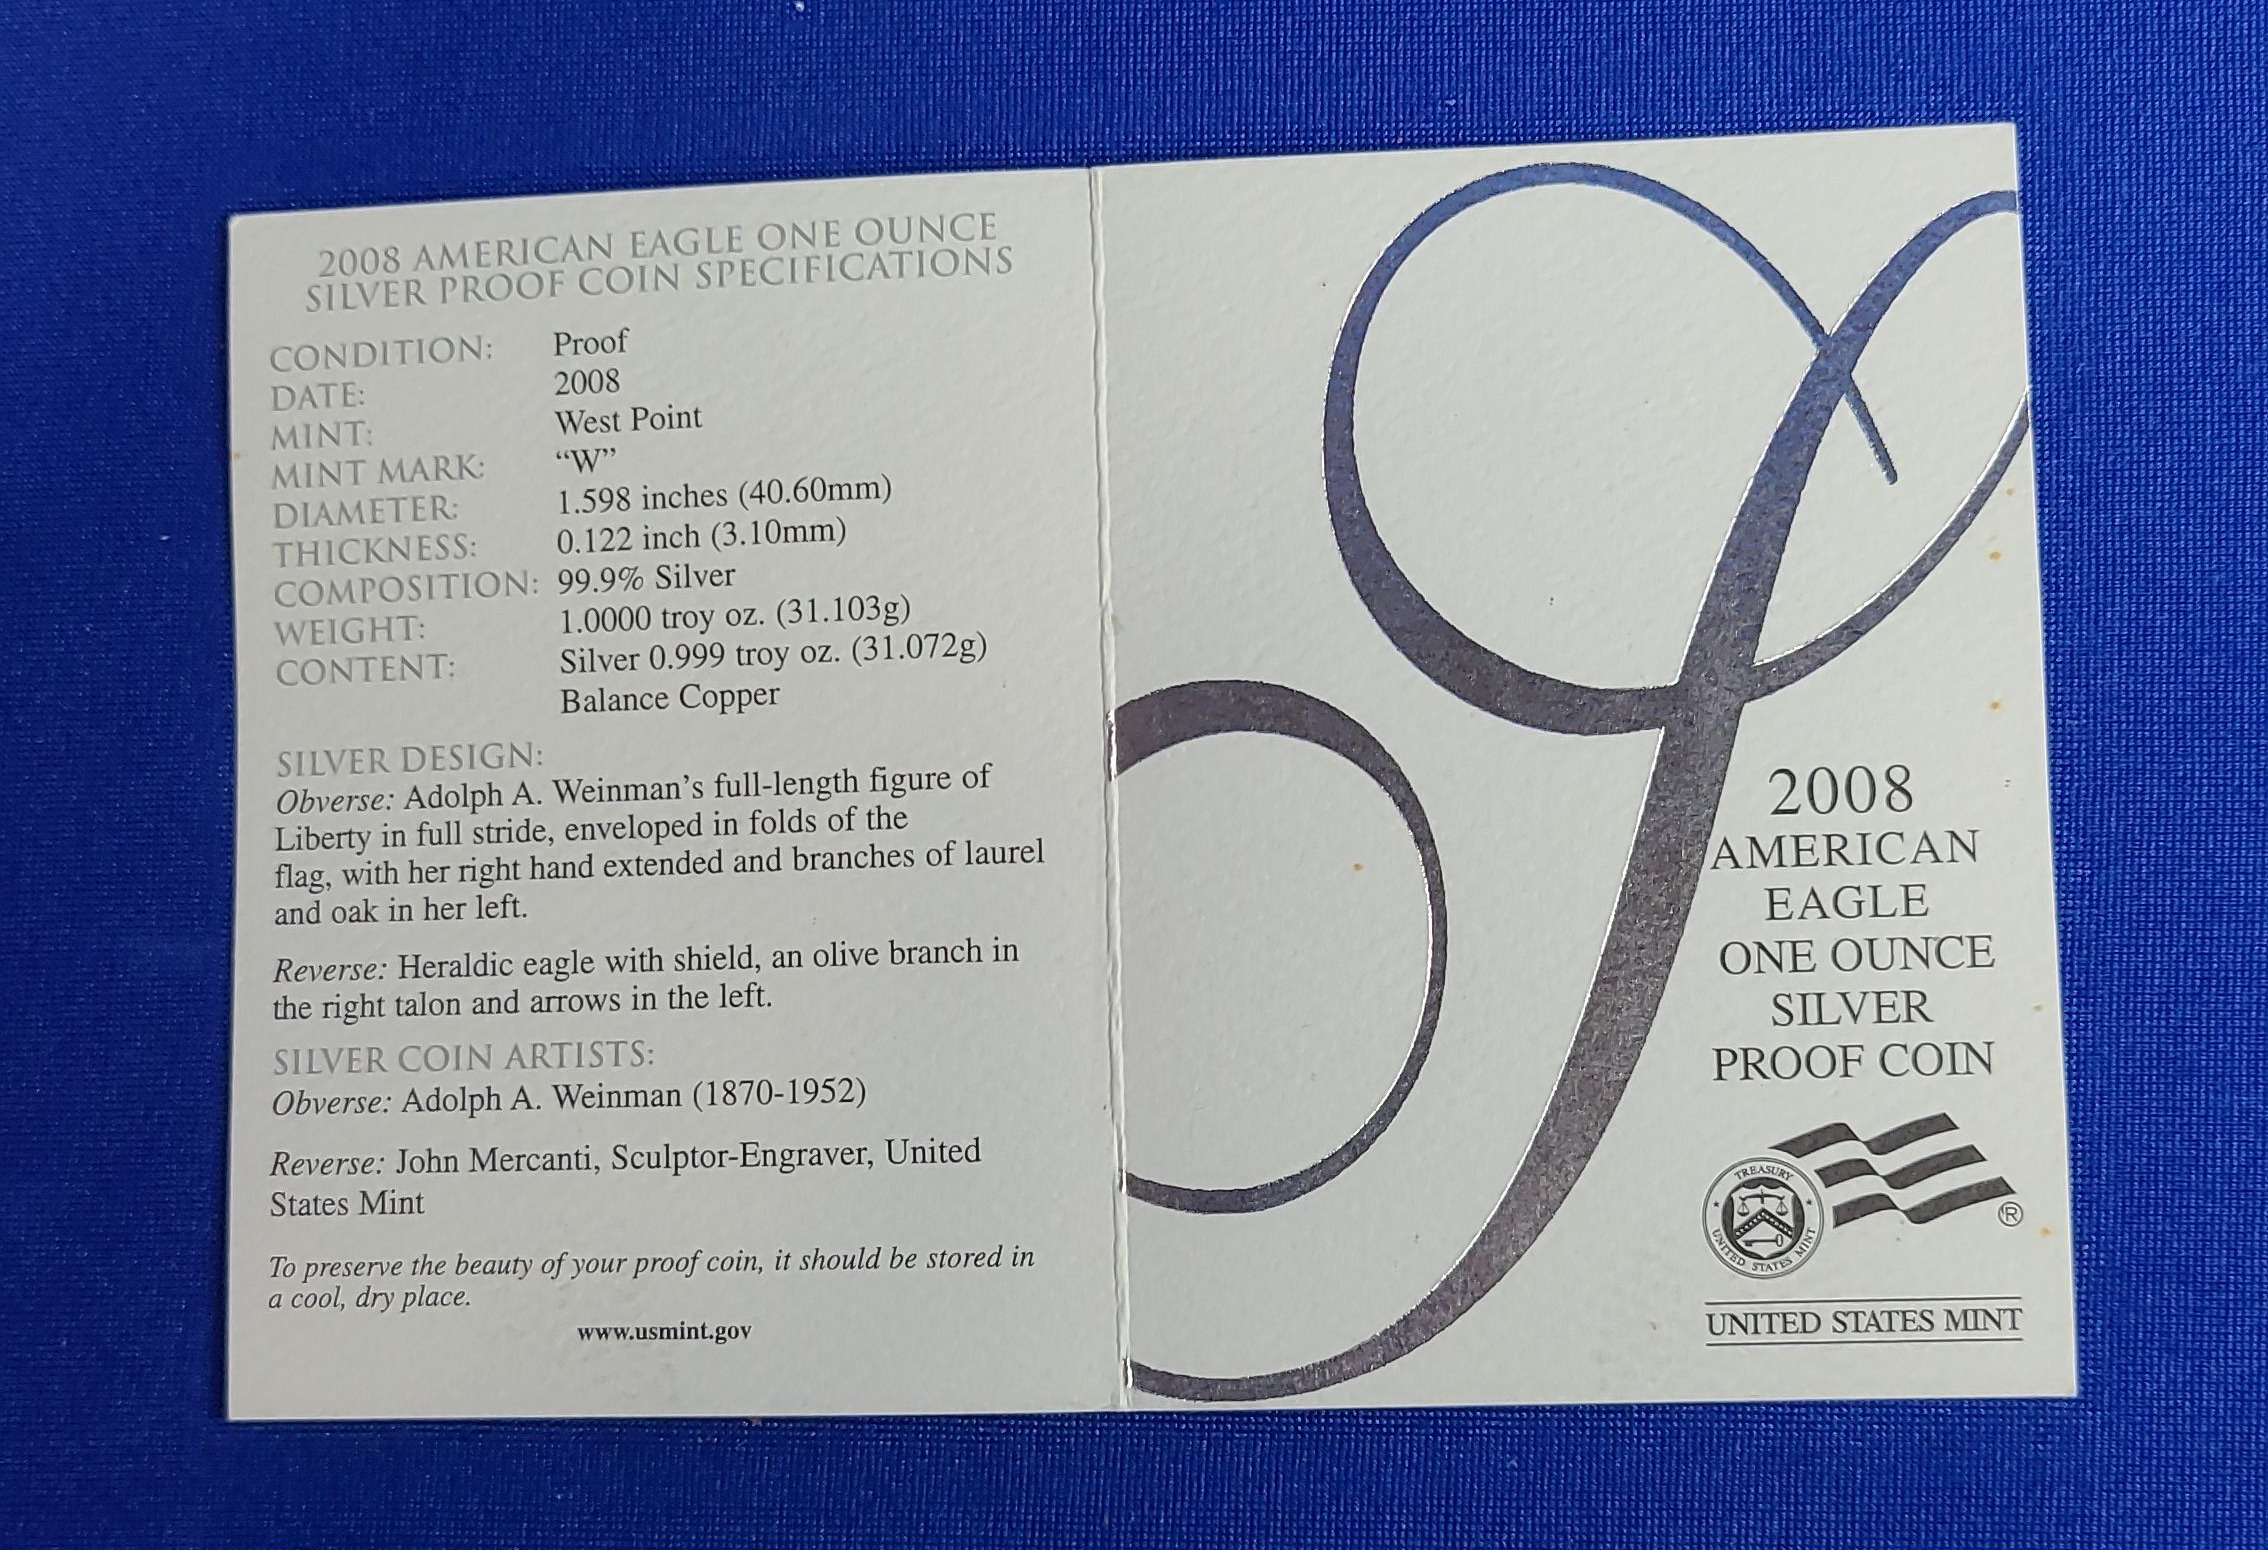 2008 AMERICAN EAGLE ONE OUNCE
SILVER PROOF COIN SPECIFICATIONS
CONDITION: Proof
DATE: 2008
MINT: West Point
MINT MARK: “W”
DIAMETER: 1.598 inches (40.60mm)
THICKNESS: 0.122 inch (3.10mm)
COMPOSITION: 99.9% Silver
WEIGHT: 1.0000 troy oz. (31.103g)
CONTENT: Silver 0.999 troy oz. (31.072g)
Balance Copper
SILVER DESIGN:
Obverse: Adolph A. Weinman’s full-length figure of
Liberty in full stride, enveloped in folds of the
flag, with her right hand extended and branches of laurel
and oak in her left.
Reverse: Heraldic eagle with shield, an olive branch in
the right talon and arrows in the left.
SILVER COIN ARTISTS:
Obverse: Adolph A. Weinman (1870-1952)
Reverse: John Mercanti, Sculptor-Engraver, United
States Mint
To preserve the beauty of your proof coin, it should be stored in
a cool, dry place.
www.usmint.gov
2008
AMERICAN
EAGLE
ONE OUNCE
SILVER
PROOF COIN
TREASURY
UNITED STATES MINT
®
UNITED STATES MINT